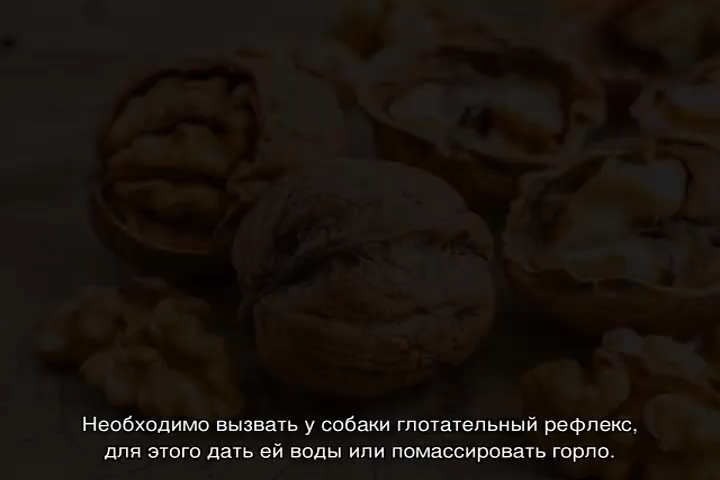 Необходимо вызвать у собаки глотательный рефлекс,
для этого дать ей воды или помассировать горло.